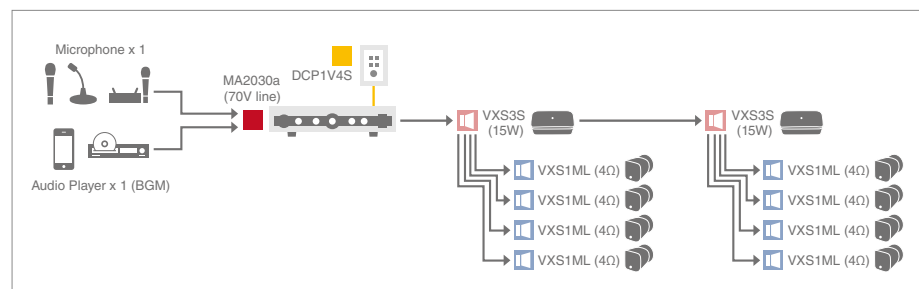 Microphone x 1
MA2030a
(70V line)
DCP1V4S
Audio Player x 1 (BGM)
VXS3S
(15W)
VXS1ML (4Ω)
VXS1ML (4Ω)
VXS1ML (4Ω)
VXS1ML (4Ω)
VXS3S
(15W)
VXS1ML (4Ω)
VXS1ML (4Ω)
VXS1ML (4Ω)
VXS1ML (4Ω)